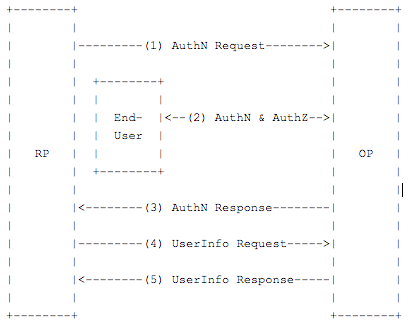 (1) AuthN Request
End- (2) AuthN & AuthZ
User
RP OP
(3) AuthN Response
(4) UserInfo Request
(5) UserInfo Response